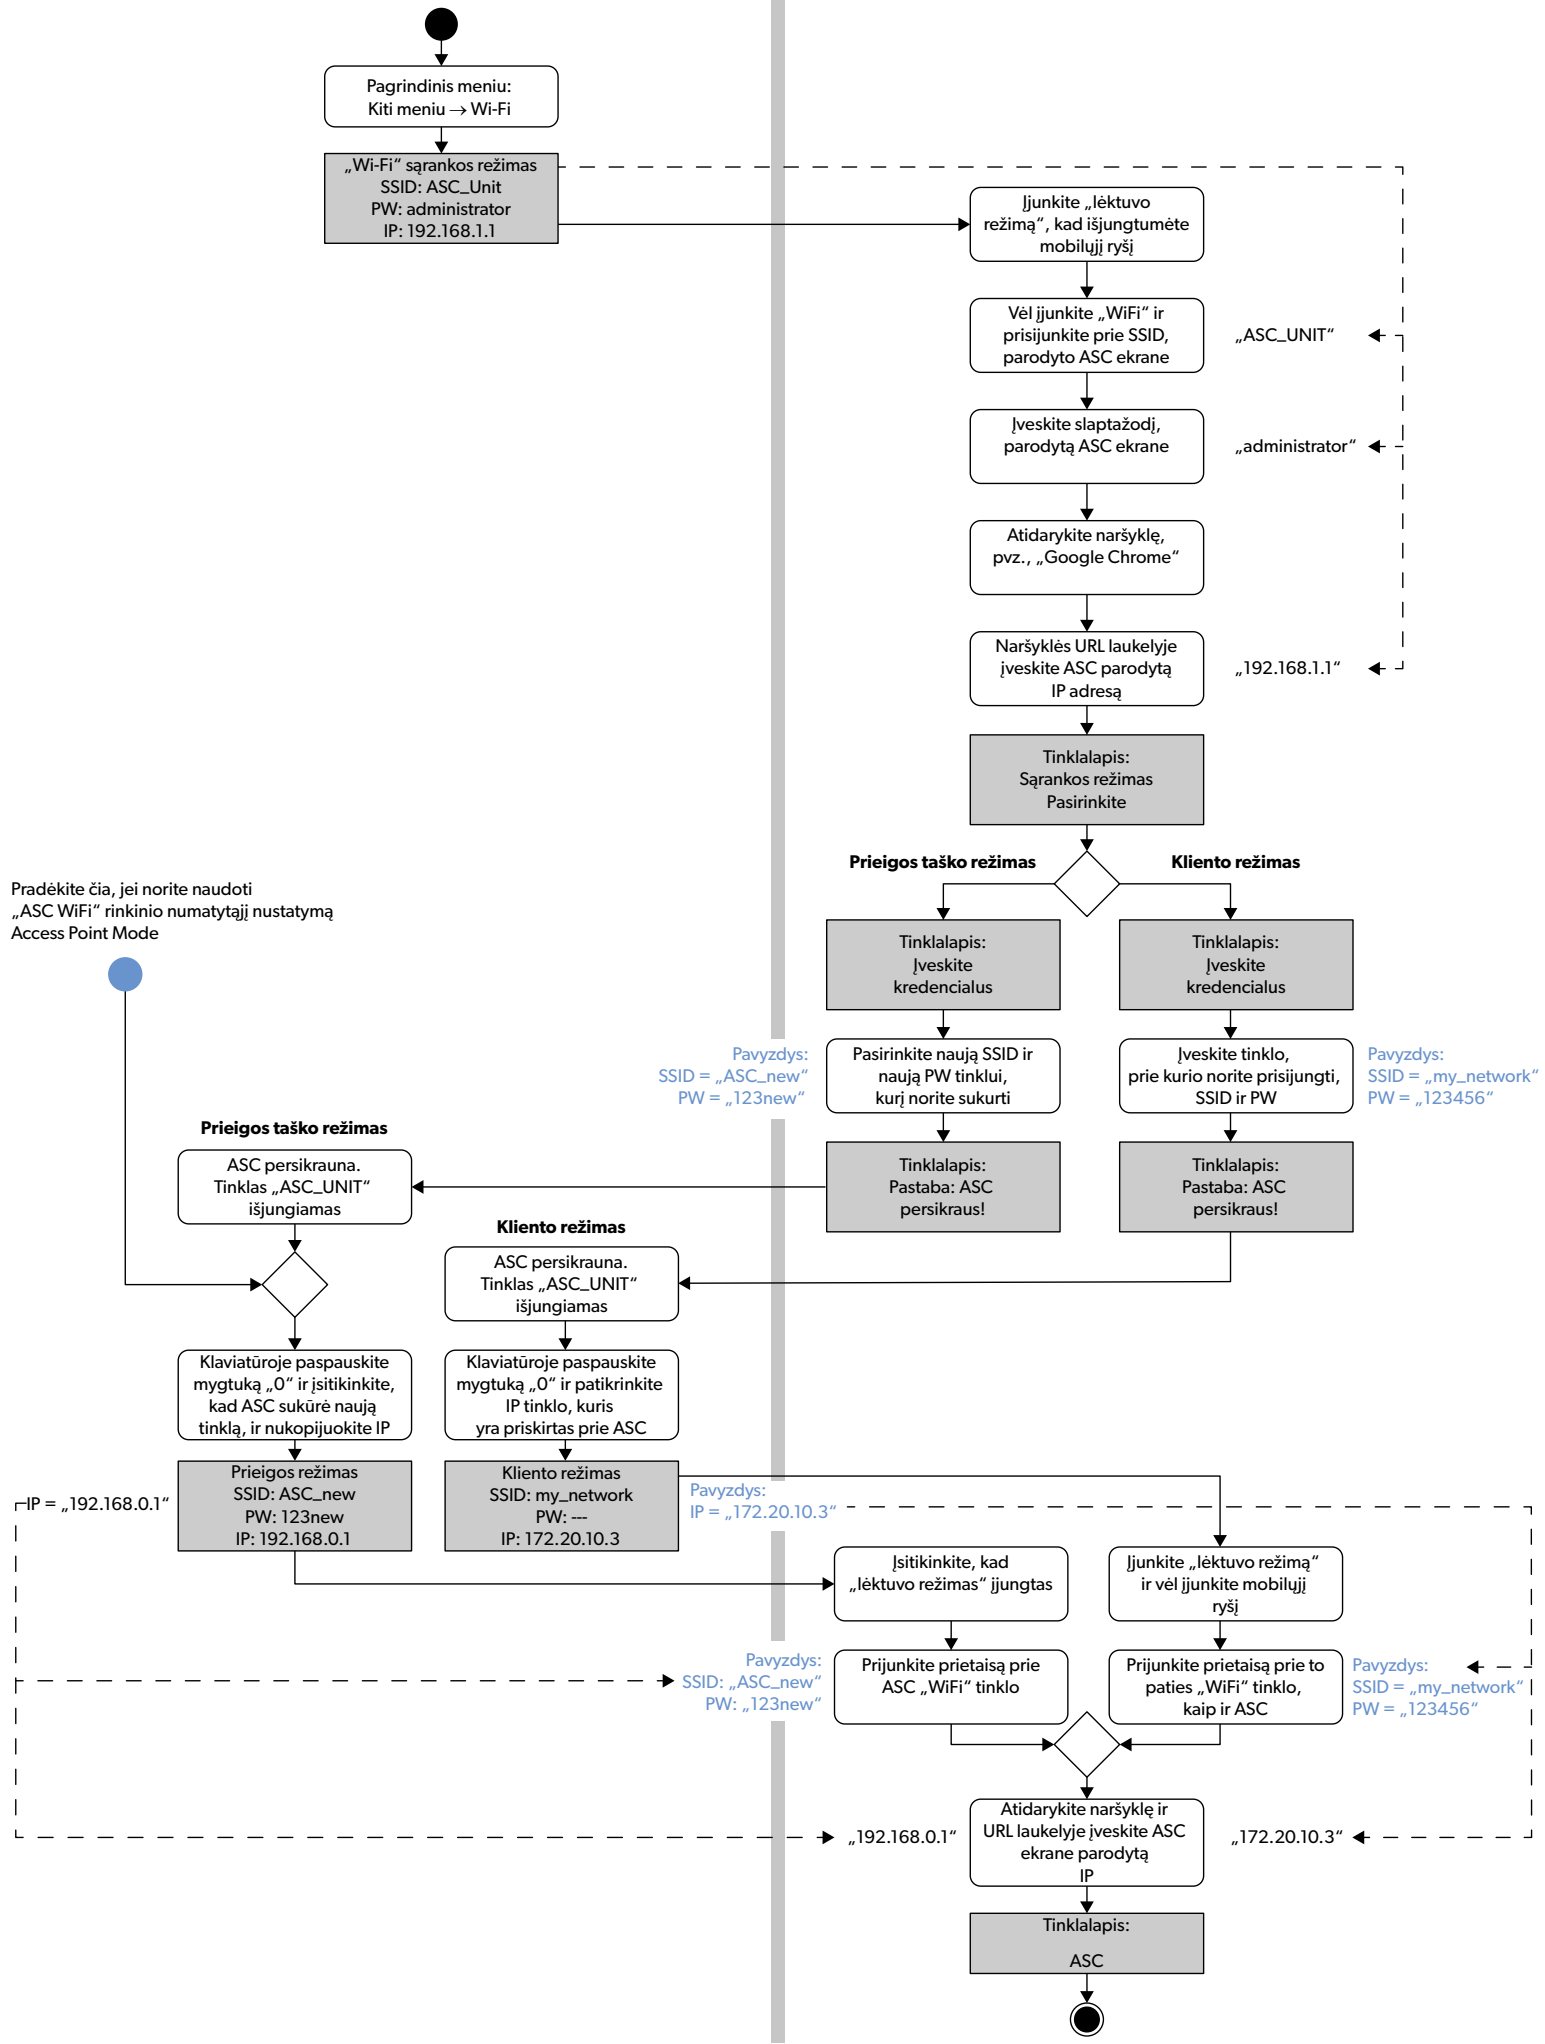 Pagrindinis meniu:
Kiti meniu → Wi-Fi
„Wi-Fi“ sąrankos režimas
SSID: ASC_Unit
PW: administrator
IP: 192.168.1.1
Įjunkite „lėktuvo
režimą“, kad išjungtumėte
mobilųjį ryšį
Vėl įjunkite „WiFi“ ir
prisijunkite prie SSID,
parodyto ASC ekrane
„ASC_UNIT“
Įveskite slaptažodį,
parodytą ASC ekrane
„administrator“
Atidarykite naršyklę,
pvz., „Google Chrome“
Naršyklės URL laukelyje
įveskite ASC parodytą
IP adresą
„192.168.1.1“
Tinklalapis:
Sąrankos režimas
Pasirinkite
Prieigos taško režimas
Kliento režimas
Pradėkite čia, jei norite naudoti
„ASC WiFi“ rinkinio numatytąjį nustatymą
Access Point Mode
Tinklalapis:
Įveskite
kredencialus
Tinklalapis:
Įveskite
kredencialus
Pavyzdys:
SSID = „ASC_new“
PW = „123new“
Pasirinkite naują SSID ir
naują PW tinklui,
kurį norite sukurti
Įveskite tinklo,
prie kurio norite prisijungti,
SSID ir PW
Pavyzdys:
SSID = „my_network“
PW = „123456“
Prieigos taško režimas
ASC persikrauna.
Tinklas „ASC_UNIT“
išjungiamas
Tinklalapis:
Pastaba: ASC
persikraus!
Tinklalapis:
Pastaba: ASC
persikraus!
Kliento režimas
ASC persikrauna.
Tinklas „ASC_UNIT“
išjungiamas
Klaviatūroje paspauskite
mygtuką „0“ ir įsitikinkite,
kad ASC sukūrė naują
tinklą, ir nukopijuokite IP
Klaviatūroje paspauskite
mygtuką „0“ ir patikrinkite
IP tinklo, kuris
yra priskirtas prie ASC
IP = „192.168.0.1“
Prieigos režimas
SSID: ASC_new
PW: 123new
IP: 192.168.0.1
Kliento režimas
SSID: my_network
PW: ---
IP: 172.20.10.3
Pavyzdys:
IP = „172.20.10.3“
Įsitikinkite, kad
„lėktuvo režimas“ įjungtas
Įjunkite „lėktuvo režimą“
ir vėl įjunkite mobilųjį
ryšį
Pavyzdys:
SSID: „ASC_new“
PW: „123new“
Prijunkite prietaisą prie
ASC „WiFi“ tinklo
Prijunkite prietaisą prie to
paties „WiFi“ tinklo,
kaip ir ASC
Pavyzdys:
SSID = „my_network“
PW = „123456“
„192.168.0.1“
Atidarykite naršyklę ir
URL laukelyje įveskite ASC
ekrane parodytą
IP
„172.20.10.3“
Tinklalapis:
ASC